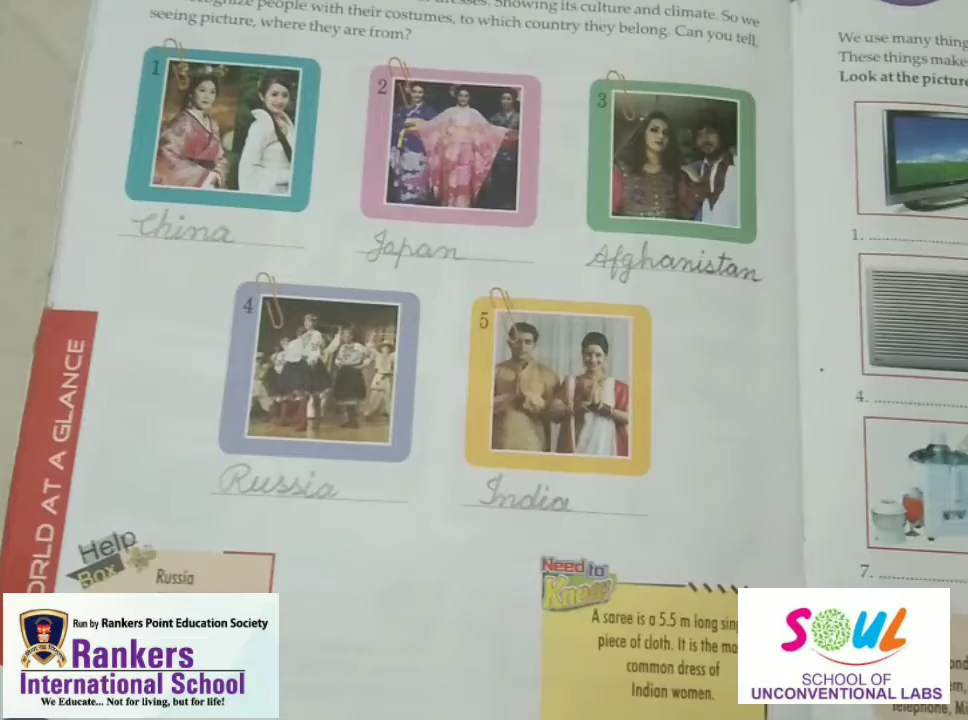 people with their costumes, to which country they belong. Can you tell,
Showing its culture and climate. So we
seeing picture, where they are from?
1
China
2
Japan
3
Afghanistan
4
Russia
5
India
ORLD AT A GLANCE
Help
Box
Russia
Need to
Know
A saree is a 5.5 m long
piece of cloth. It is the
common dress of
Indian women.
We use many
These things make
Look at the
1.
4.
7.
Run by Rankers Point Education Society
Rankers
International School
We Educate... Not for living, but for life!
SOUL
SCHOOL OF
UNCONVENTIONAL LABS